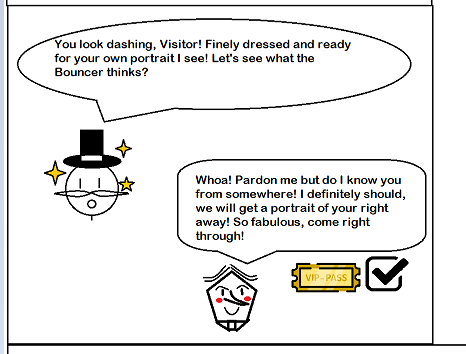 You look dashing, Visitor! Finely dressed and ready
for your own portrait I see! Let's see what the
Bouncer thinks?
Whoa! Pardon me but do I know you
from somewhere! I definitely should,
we will get a portrait of your right
away! So fabulous, come right
through!
VIP-PASS